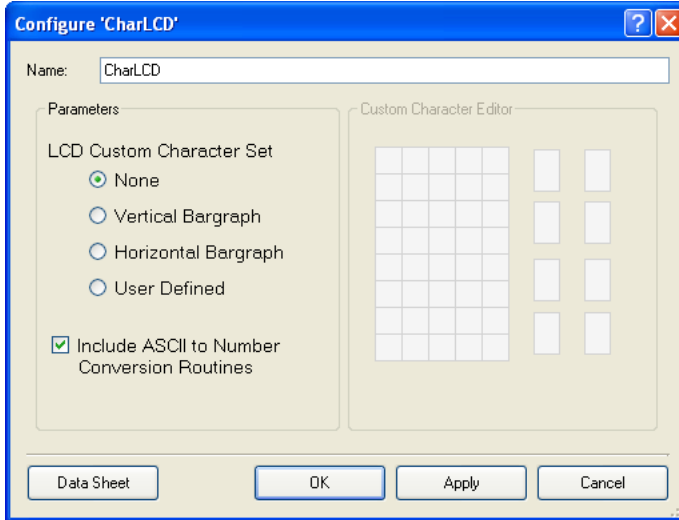 Configure 'CharLCD'
Name: CharLCD
Parameters
Custom Character Editor
LCD Custom Character Set
None
Vertical Bargraph
Horizontal Bargraph
User Defined
Include ASCII to Number
Conversion Routines
Data Sheet OK Apply Cancel